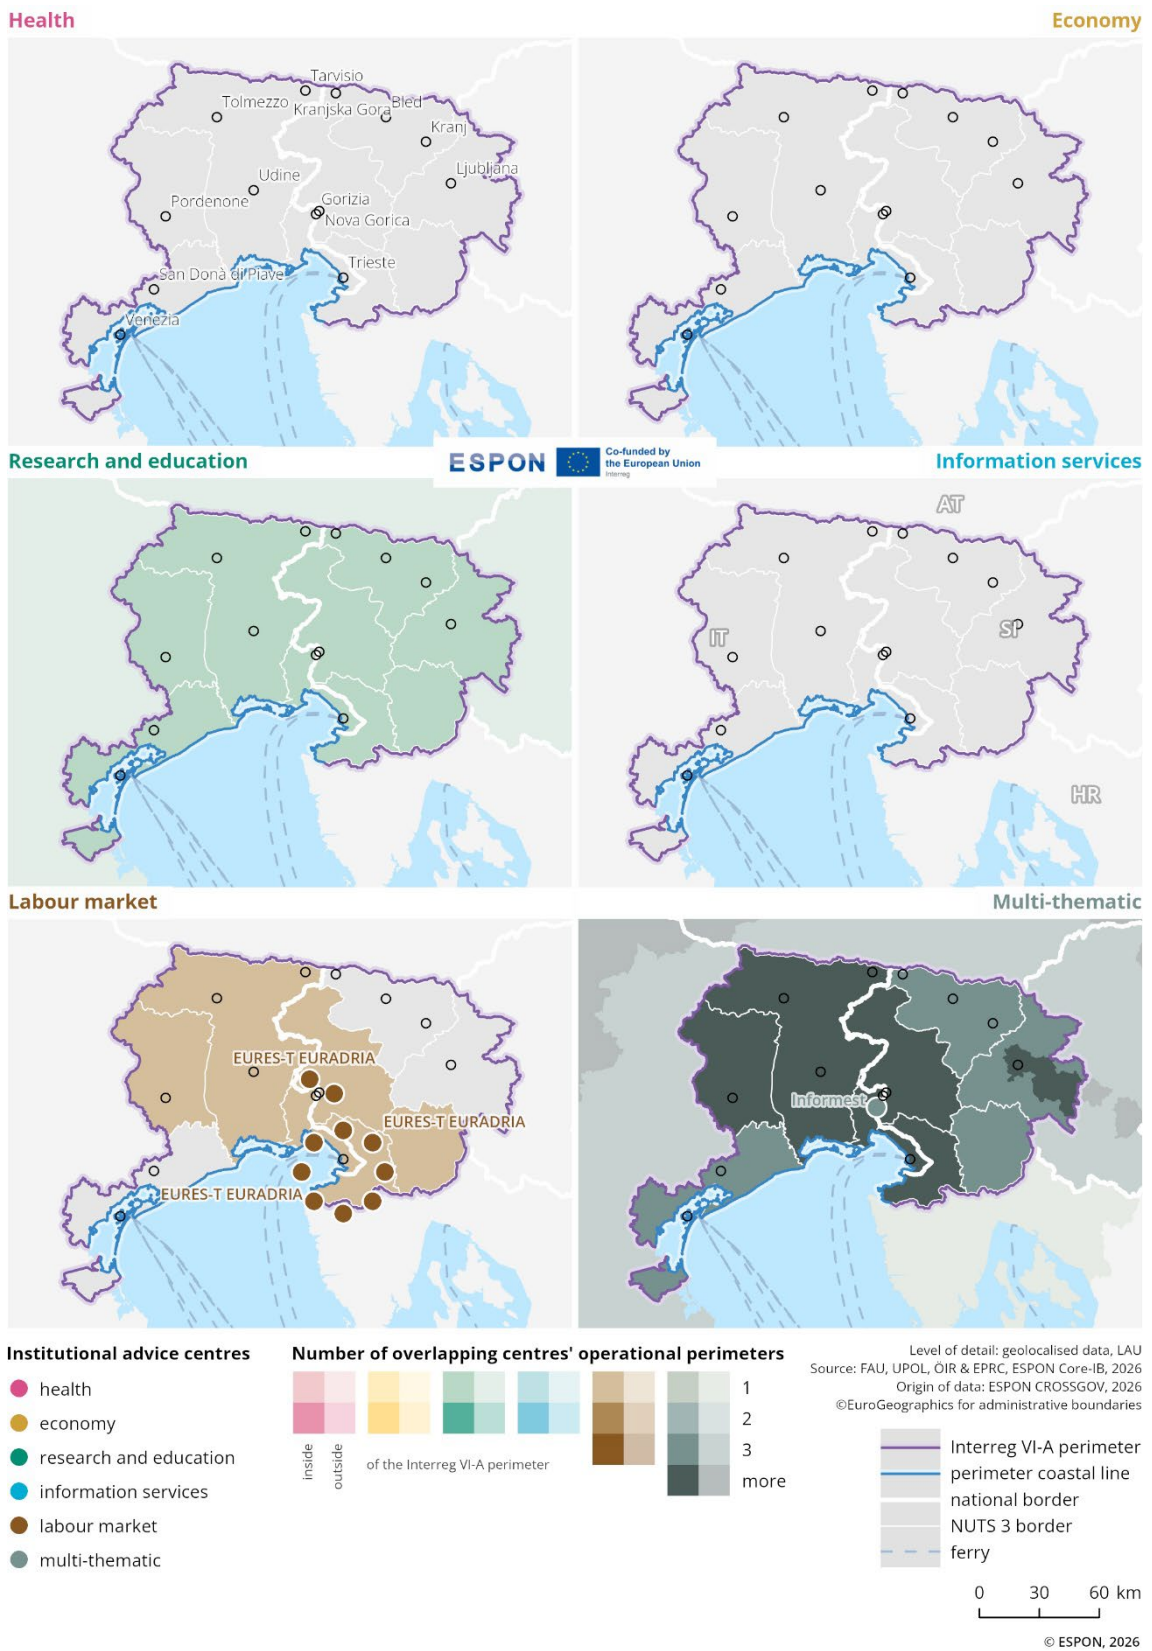 Health
Economy
Tarvisio
Tolmezzo
Kranjska Gora
Bled
Kranj
Ljubljana
Udine
Pordenone
Gorizia
Nova Gorica
San Donà di Piave
Trieste
Venezia
Research and education
ESPON
Co-funded by
the European Union
Interreg
Information services
AT
IT
SI
HR
Labour market
Multi-thematic
EURES-T EURADRIA
EURES-T EURADRIA
EURES-T EURADRIA
Informest
Institutional advice centres
health
economy
research and education
information services
labour market
multi-thematic
Number of overlapping centres' operational perimeters
1
2
3
more
inside
outside
of the Interreg VI-A perimeter
Level of detail: geolocalised data, LAU
Source: FAU, UPOL, ÖIR & EPRC, ESPON Core-IB, 2026
Origin of data: ESPON CROSSGOV, 2026
©EuroGeographics for administrative boundaries
Interreg VI-A perimeter
perimeter coastal line
national border
NUTS 3 border
ferry
0 30 60 km
© ESPON, 2026